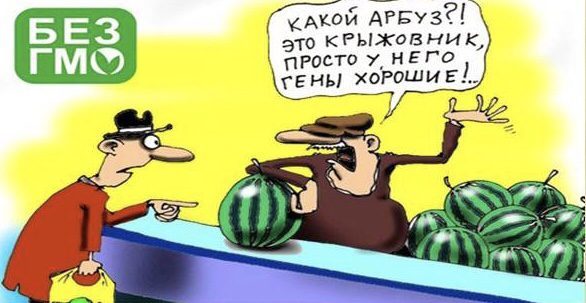 БЕЗ
ГМО
КАКОЙ АРБУЗ?!
ЭТО КРЫЖОВНИК,
ПРОСТО У НЕГО
ГЕНЫ ХОРОШИЕ!...